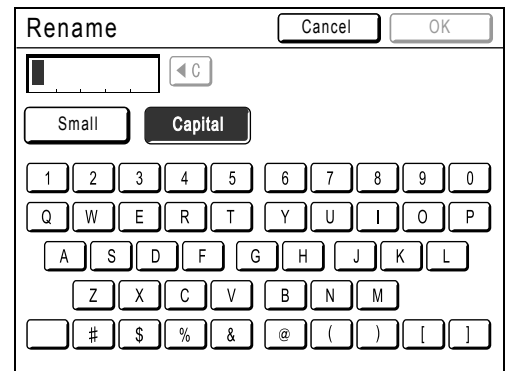 Rename Cancel OK
C
Small Capital
1 2 3 4 5 6 7 8 9 0
Q W E R T Y U I O P
A S D F G H J K L
Z X C V B N M
# $ % & @ ( ) [ ]